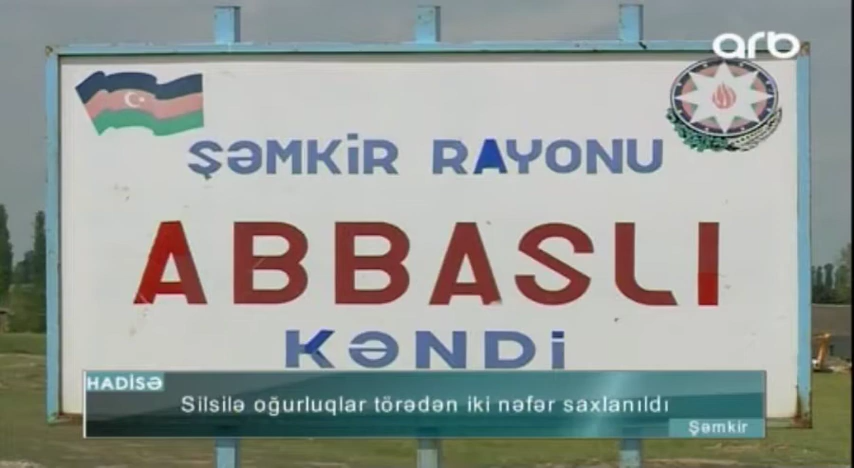 arb
ŞƏMKİR RAYONU
ABBASLI
KƏNDİ
HADİSƏ
Silsilə oğurluqlar törədən iki nəfər saxlanıldı
Şəmkir